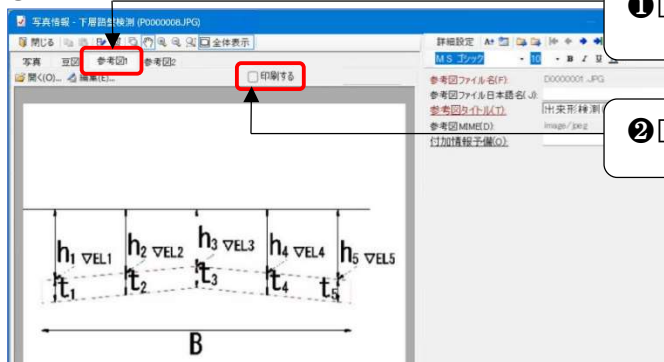 写真情報 - 下層路盤検測 (P0000008.JPG)
❶
閉じる 全体表示 詳細設定
写真 豆図 参考図1 参考図2
MS ゴシック 10 B I U
開く(O)... 編集(E)... 印刷する
参考図ファイル名(F): D0000001.JPG
参考図ファイル日本語名(J):
参考図タイトル(T): 出来形検測
参考図MIME(D): image/jpeg
付加情報予備(O):
❷
h1 ▽EL1 h2 ▽EL2 h3 ▽EL3 h4 ▽EL4 h5 ▽EL5
t1 t2 t3 t4 t5
B